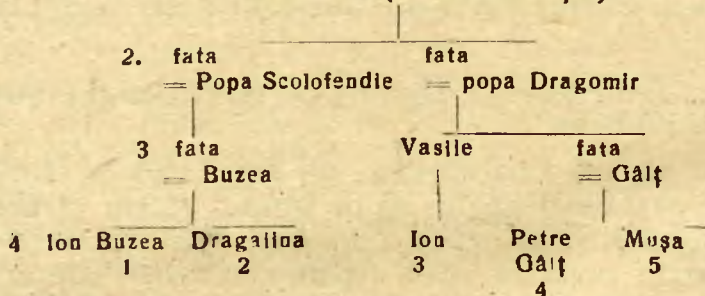 2. fata fata
= Popa Scolofendie = popa Dragomir
3 fata Vasile fata
= Buzea = Gâlţ
4 Ion Buzea Dragalina Ion Petre Muşa
1 2 3 Gâlţ 5
4